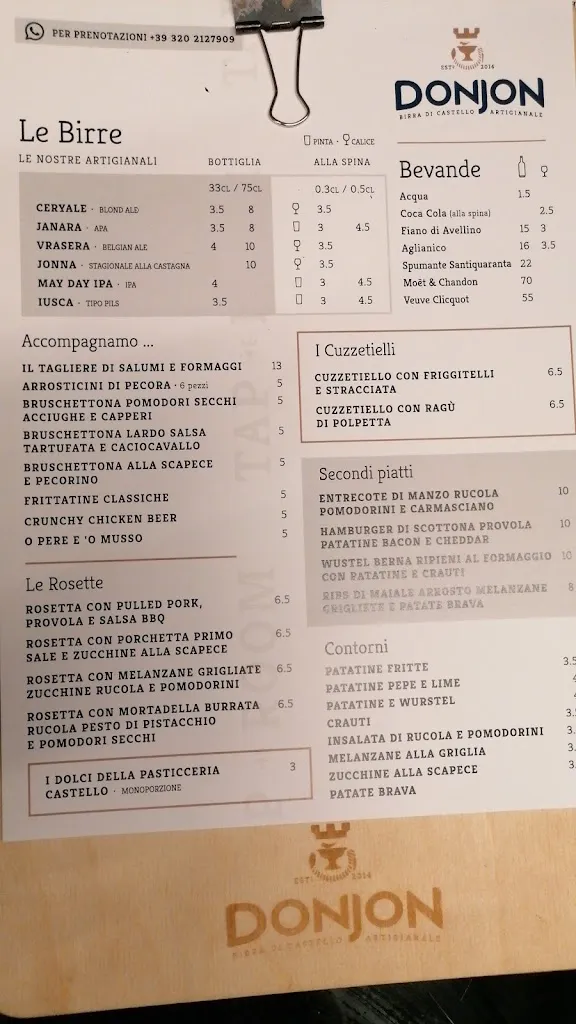 PER PRENOTAZIONI +39 320 2127909
EST. 2014
DONJON
BIRRA DI CASTELLO ARTIGIANALE
Le Birre
PINTA · CALICE
LE NOSTRE ARTIGIANALI BOTTIGLIA ALLA SPINA
33CL / 75CL 0.3CL / 0.5CL
CERYALE · BLOND ALE 3.5 8 3.5
JANARA · APA 3.5 8 3 4.5
VRASERA · BELGIAN ALE 4 10 3.5
JONNA · STAGIONALE ALLA CASTAGNA 10 3.5
MAY DAY IPA · IPA 4 3 4.5
IUSCA · TIPO PILS 3.5 3 4.5
Bevande
Acqua 1.5
Coca Cola (alla spina) 2.5
Fiano di Avellino 15 3
Aglianico 16 3.5
Spumante Santiquaranta 22
Moët & Chandon 70
Veuve Clicquot 55
Accompagnamo ...
IL TAGLIERE DI SALUMI E FORMAGGI 13
ARROSTICINI DI PECORA · 6 pezzi 5
BRUSCHETTONA POMODORI SECCHI 5
ACCIUGHE E CAPPERI
BRUSCHETTONA LARDO SALSA 5
TARTUFATA E CACIOCAVALLO
BRUSCHETTONA ALLA SCAPECE 5
E PECORINO
FRITTATINE CLASSICHE 5
CRUNCHY CHICKEN BEER 5
O PERE E 'O MUSSO 5
Le Rosette
ROSETTA CON PULLED PORK, 6.5
PROVOLA E SALSA BBQ
ROSETTA CON PORCHETTA PRIMO 6.5
SALE E ZUCCHINE ALLA SCAPECE
ROSETTA CON MELANZANE GRIGLIATE 6.5
ZUCCHINE RUCOLA E POMODORINI
ROSETTA CON MORTADELLA BURRATA 6.5
RUCOLA PESTO DI PISTACCHIO
E POMODORI SECCHI
I DOLCI DELLA PASTICCERIA 3
CASTELLO · MONOPORZIONE
I Cuzzetielli
CUZZETIELLO CON FRIGGITELLI 6.5
E STRACCIATA
CUZZETIELLO CON RAGÙ 6.5
DI POLPETTA
Secondi piatti
ENTRECOTE DI MANZO RUCOLA 10
POMODORINI E CARMASCIANO
HAMBURGER DI SCOTTONA PROVOLA 10
PATATINE BACON E CHEDDAR
WUSTEL BERNA RIPIENI AL FORMAGGIO 10
CON PATATINE E CRAUTI
RIBS DI MAIALE ARROSTO MELANZANE 8
GRIGLIETE E PATATE BRAVA
Contorni
PATATINE FRITTE 3.5
PATATINE PEPE E LIME 4
PATATINE E WURSTEL
CRAUTI
INSALATA DI RUCOLA E POMODORINI
MELANZANE ALLA GRIGLIA
ZUCCHINE ALLA SCAPECE
PATATE BRAVA
EST. 2014
DONJON
BIRRA DI CASTELLO ARTIGIANALE